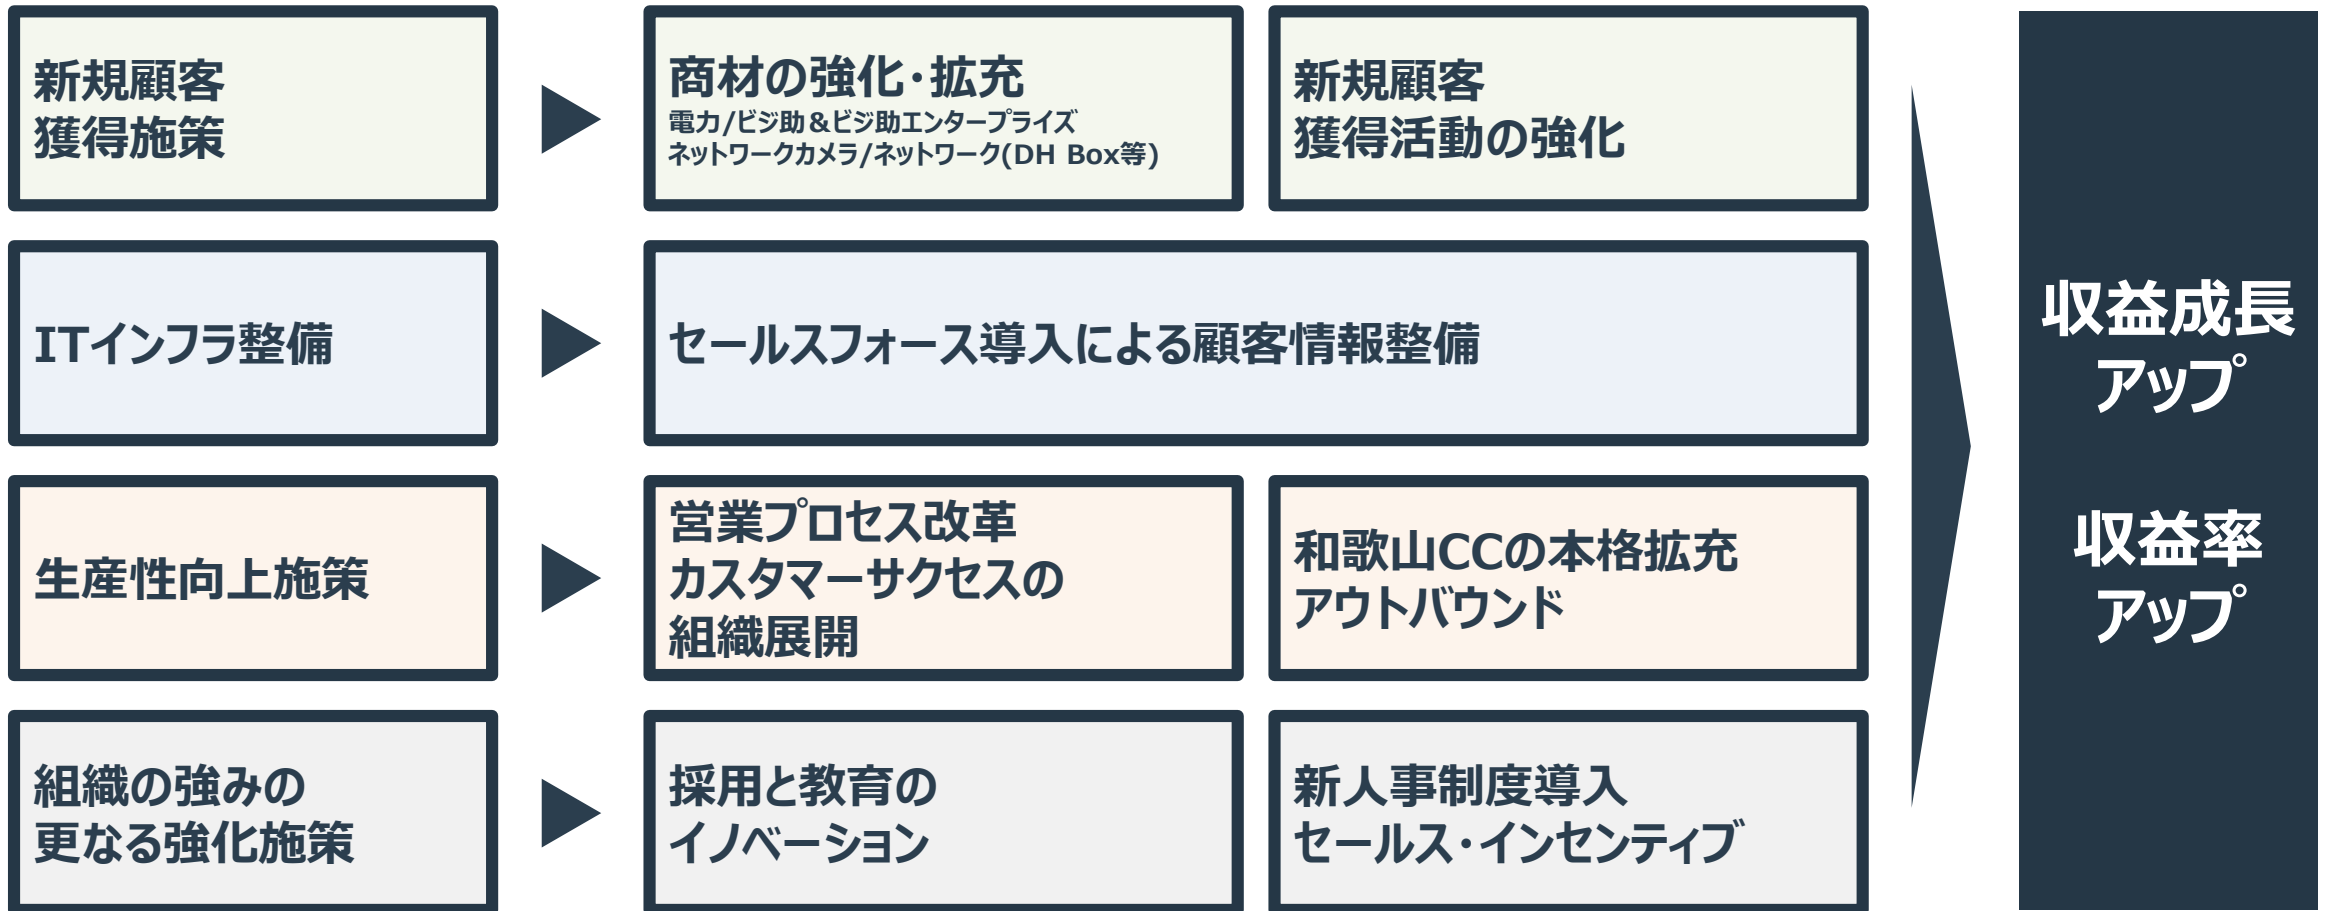 新規顧客
獲得施策
商材の強化･拡充
電力/ビジ助＆ビジ助エンタープライズ
ネットワークカメラ/ネットワーク(DH Box等)
新規顧客
獲得活動の強化
ITインフラ整備
セールスフォース導入による顧客情報整備
生産性向上施策
営業プロセス改革
カスタマーサクセスの
組織展開
和歌山CCの本格拡充
アウトバウンド
組織の強みの
更なる強化施策
採用と教育の
イノベーション
新人事制度導入
セールス･インセンティブ
収益成長
アップ
収益率
アップ